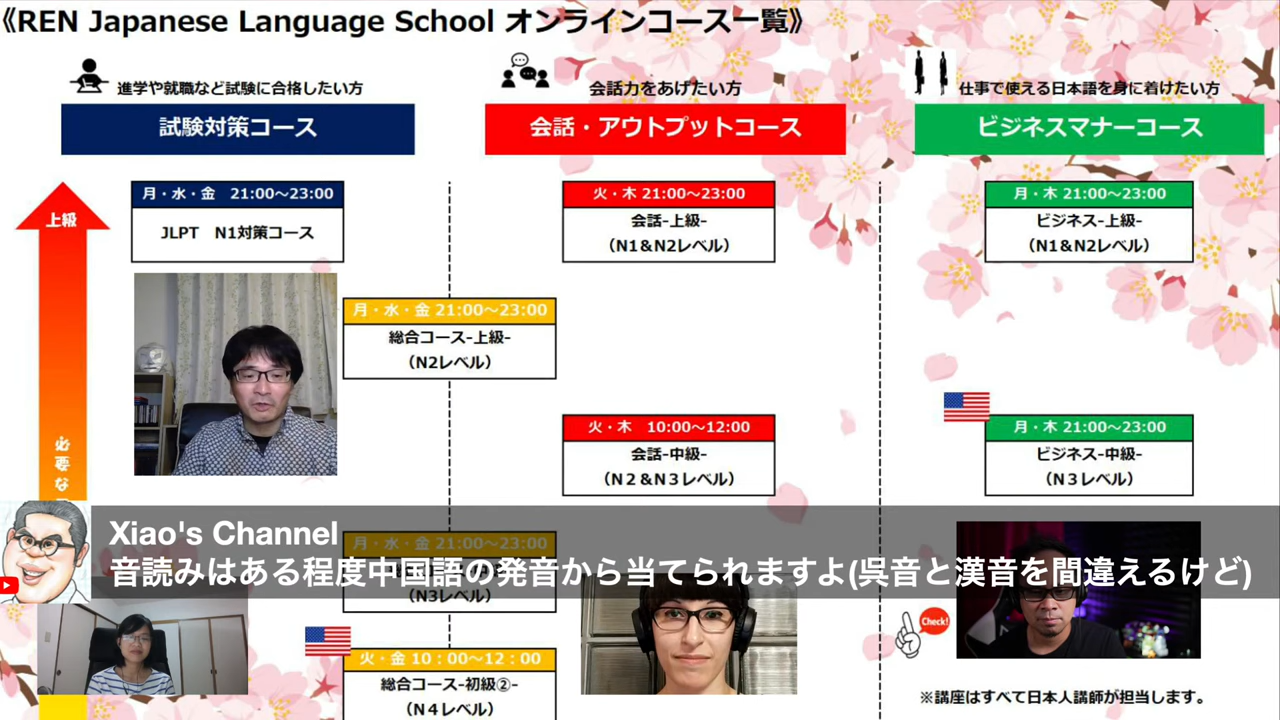 《REN Japanese Language School オンラインコース一覧》
進学や就職など試験に合格したい方
試験対策コース
会話力をあげたい方
会話・アウトプットコース
仕事で使える日本語を身に着けたい方
ビジネスマナーコース
上級
必要な
月・水・金 21:00～23:00
JLPT N1対策コース
火・木 21:00～23:00
会話-上級-
（N1＆N2レベル）
月・木 21:00～23:00
ビジネス-上級-
（N1＆N2レベル）
月・水・金 21:00～23:00
総合コース-上級-
（N2レベル）
火・木 10:00～12:00
会話-中級-
（N２＆N３レベル）
月・木 21:00～23:00
ビジネス-中級-
（N３レベル）
月・水・金 21:00～23:00
（N3レベル）
Xiao's Channel
音読みはある程度中国語の発音から当てられますよ(呉音と漢音を間違えるけど)
Check!
火・金 10：00～12：00
総合コース-初級②-
（N４レベル）
※講座はすべて日本人講師が担当します。